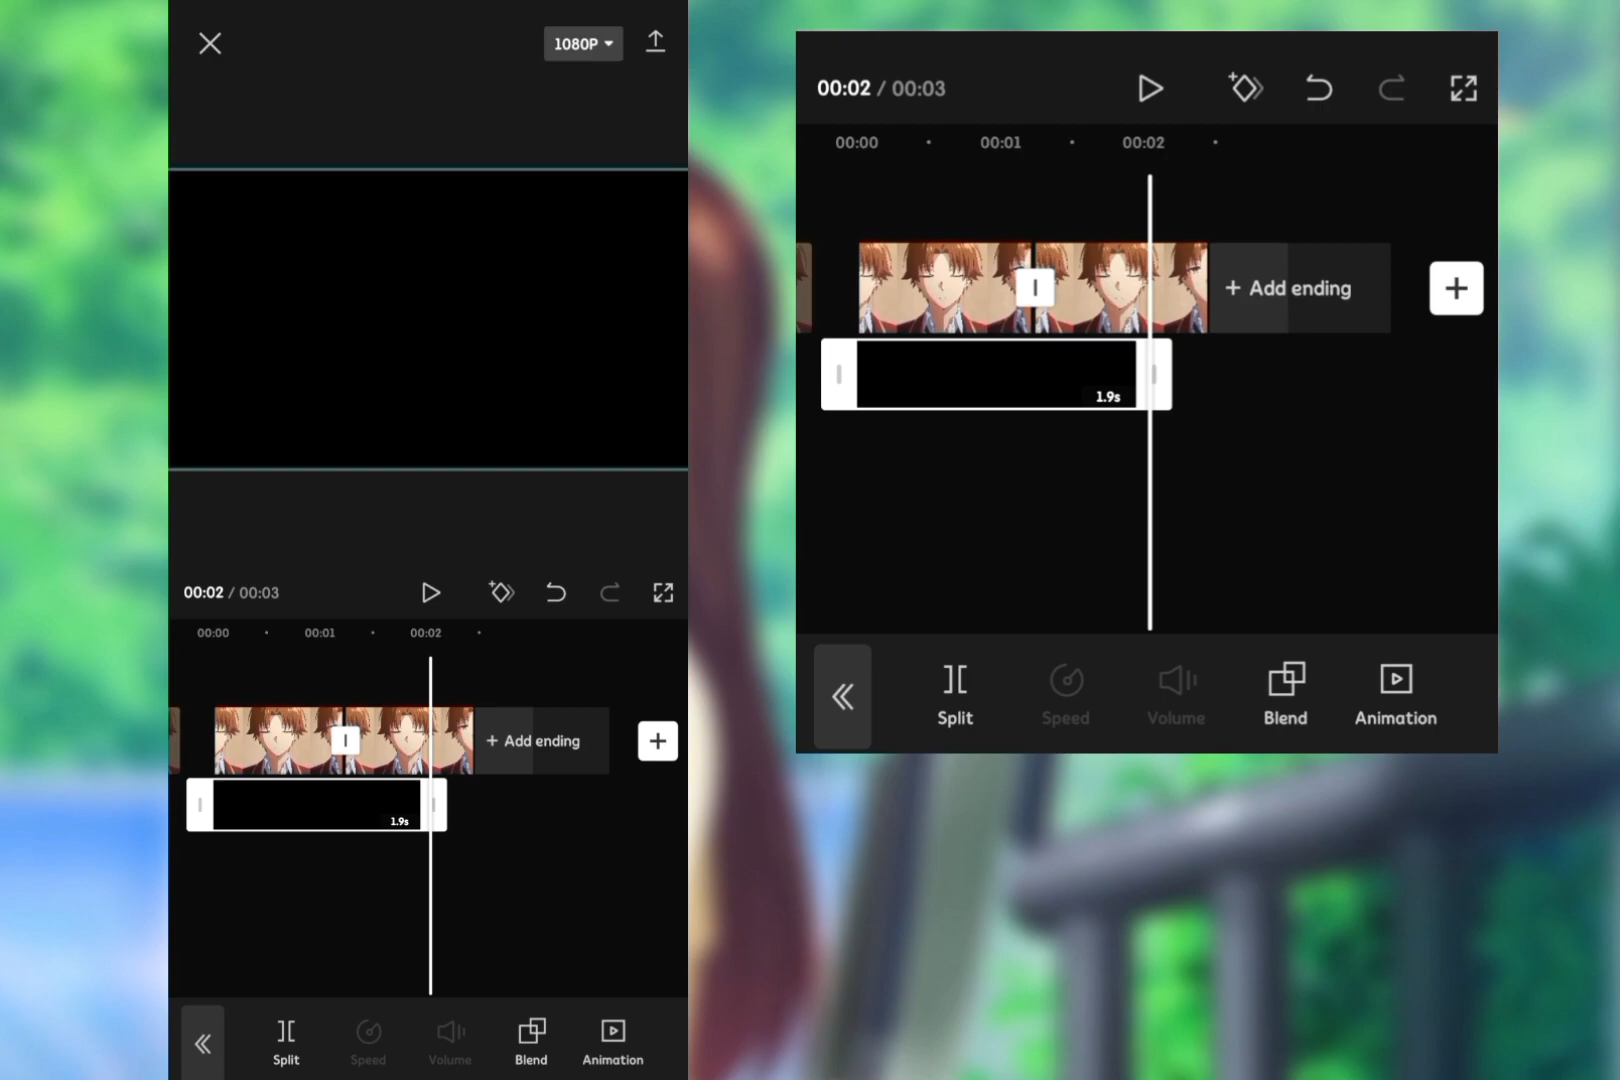 1080P
00:02 / 00:03
00:00 00:01 00:02
+ Add ending
+
1.9s
Split Speed Volume Blend Animation
00:02 / 00:03
00:00 00:01 00:02
+ Add ending
+
1.9s
Split Speed Volume Blend Animation